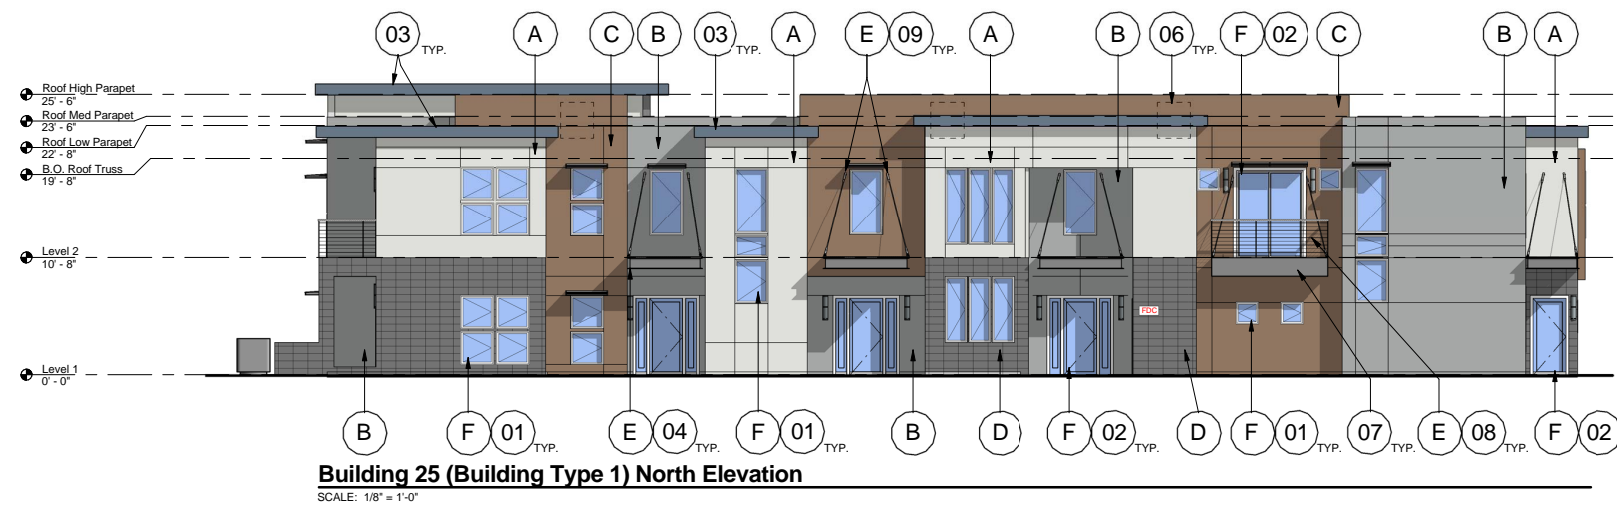 03 TYP. A C B 03 TYP. A E 09 TYP. A B 06 TYP. F 02 C B A
Roof High Parapet
25' - 6"
Roof Med Parapet
23' - 6"
Roof Low Parapet
22' - 8"
B.O. Roof Truss
19' - 8"
Level 2
10' - 8"
FDC
Level 1
0' - 0"
B F 01 TYP. E 04 TYP. F 01 TYP. B D F 02 TYP. D F 01 TYP. 07 TYP. E 08 TYP. F 02
Building 25 (Building Type 1) North Elevation
SCALE: 1/8" = 1'-0"